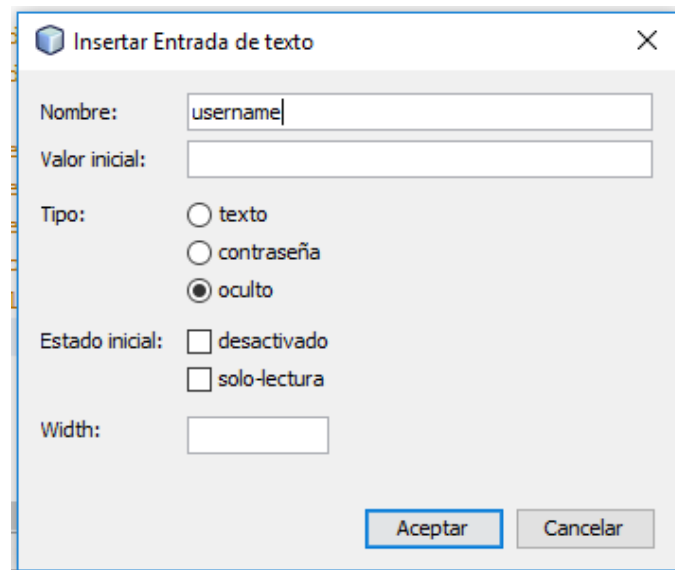 Insertar Entrada de texto
Nombre: username
Valor inicial:
Tipo: texto
contraseña
oculto
Estado inicial: desactivado
solo-lectura
Width:
Aceptar Cancelar